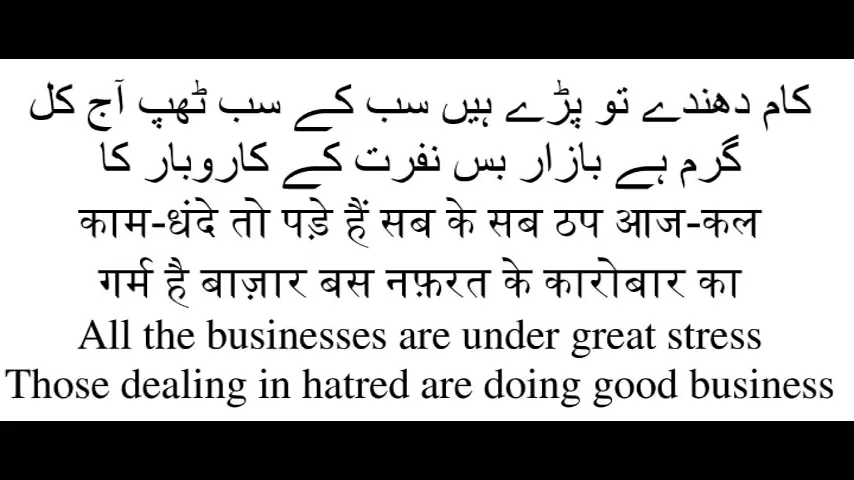 کام دھندے تو پڑے ہیں سب کے سب ٹھپ آج کل
گرم ہے بازار بس نفرت کے کاروبار کا
काम-धंदे तो पड़े हैं सब के सब ठप आज-कल
गर्म है बाज़ार बस नफ़रत के कारोबार का
All the businesses are under great stress
Those dealing in hatred are doing good business